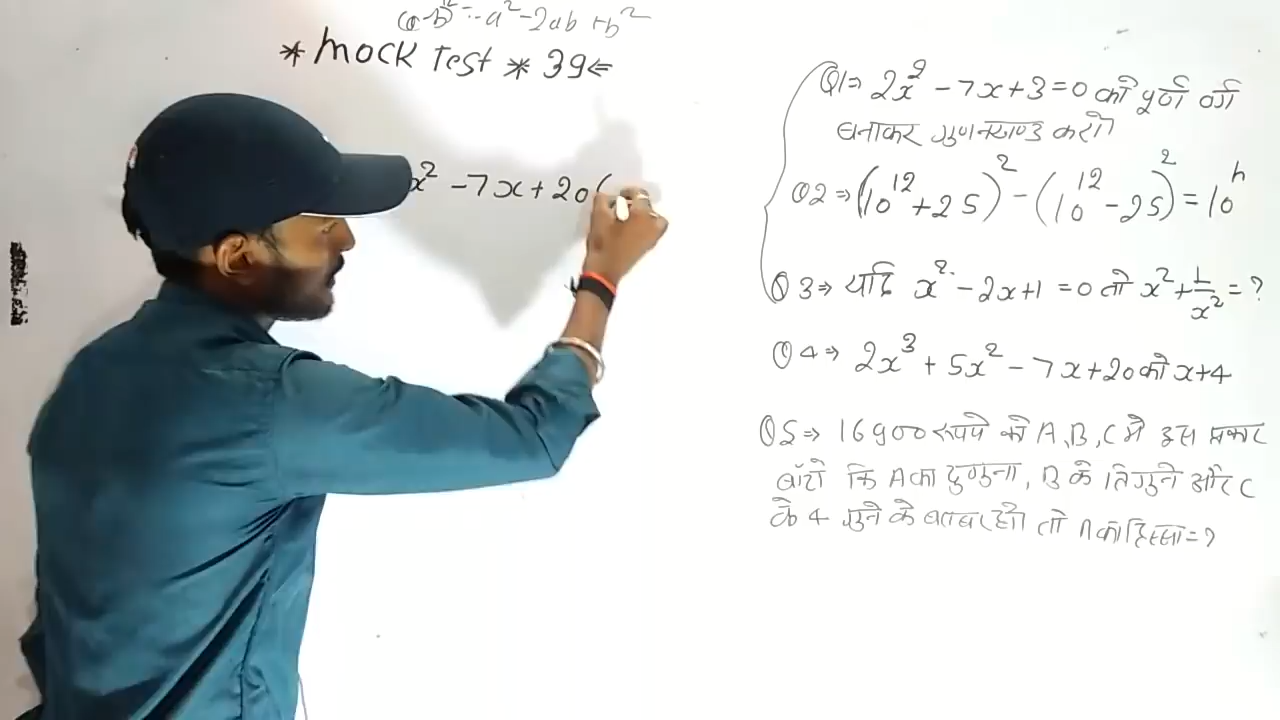 (a-b)² = a² - 2ab + b²
* Mock Test * 39⇐
x² - 7x + 20(
Q1⇒ 2x² - 7x + 3 = 0 को पूर्ण वर्ग
बनाकर गुणनखण्ड करो
Q2⇒ (10¹² + 25)² - (10¹² - 25)² = 10ⁿ
Q3⇒ यदि x² - 2x + 1 = 0 तो x² + 1/x² = ?
Q4⇒ 2x³ + 5x² - 7x + 20 को x + 4
Q5⇒ 16900 रुपये को A, B, C में इस प्रकार
बाँटो कि A का दुगुना, B के तिगुने और C
के 4 गुने के बराबर हो तो A का हिस्सा = ?